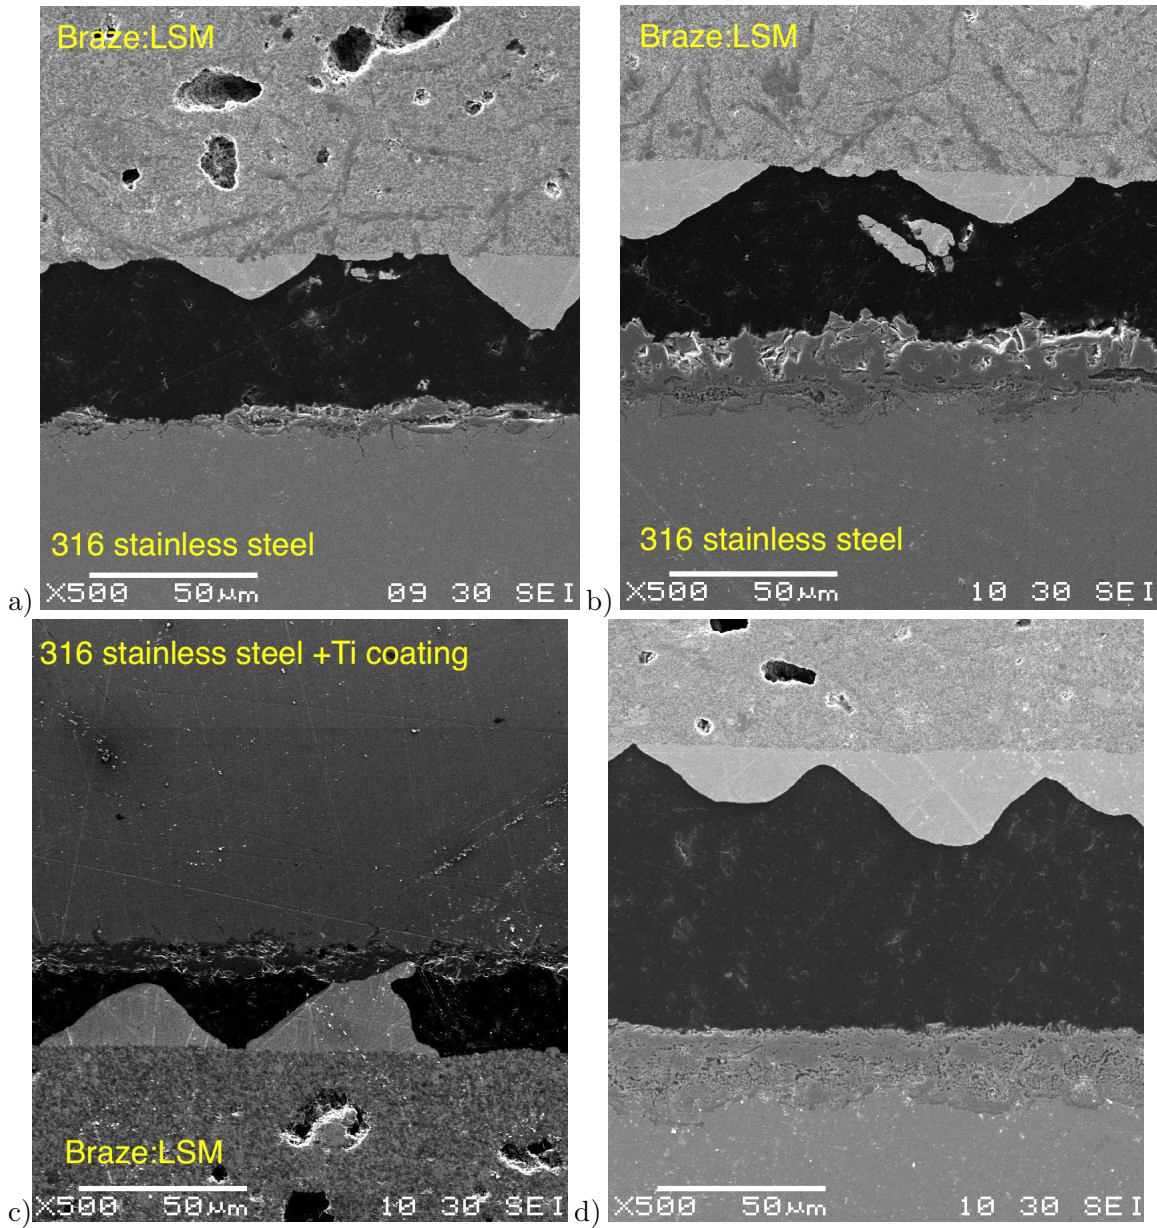 Braze:LSM
316 stainless steel
X500 50µm 09 30 SEI
a)
Braze:LSM
316 stainless steel
X500 50µm 10 30 SEI
b)
316 stainless steel +Ti coating
Braze:LSM
X500 50µm 10 30 SEI
c)
X500 50µm 10 30 SEI
d)